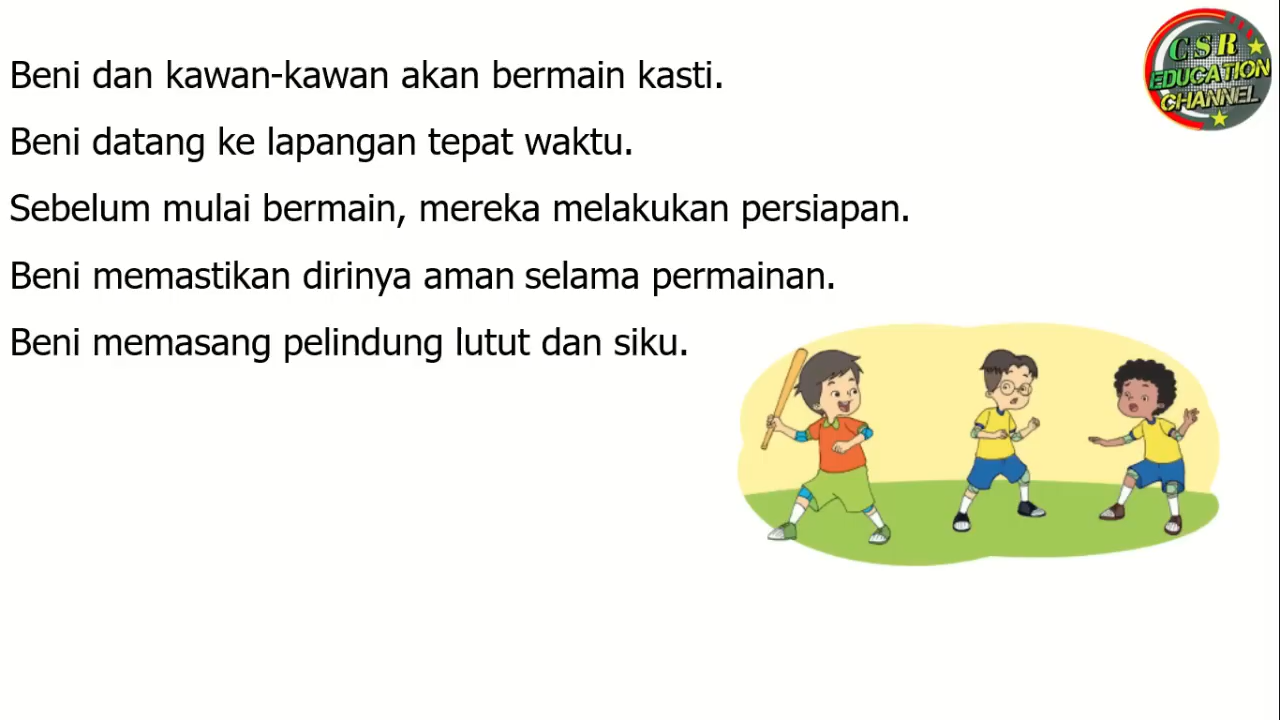 Beni dan kawan-kawan akan bermain kasti.
Beni datang ke lapangan tepat waktu.
Sebelum mulai bermain, mereka melakukan persiapan.
Beni memastikan dirinya aman selama permainan.
Beni memasang pelindung lutut dan siku.
CSR
EDUCATION
CHANNEL